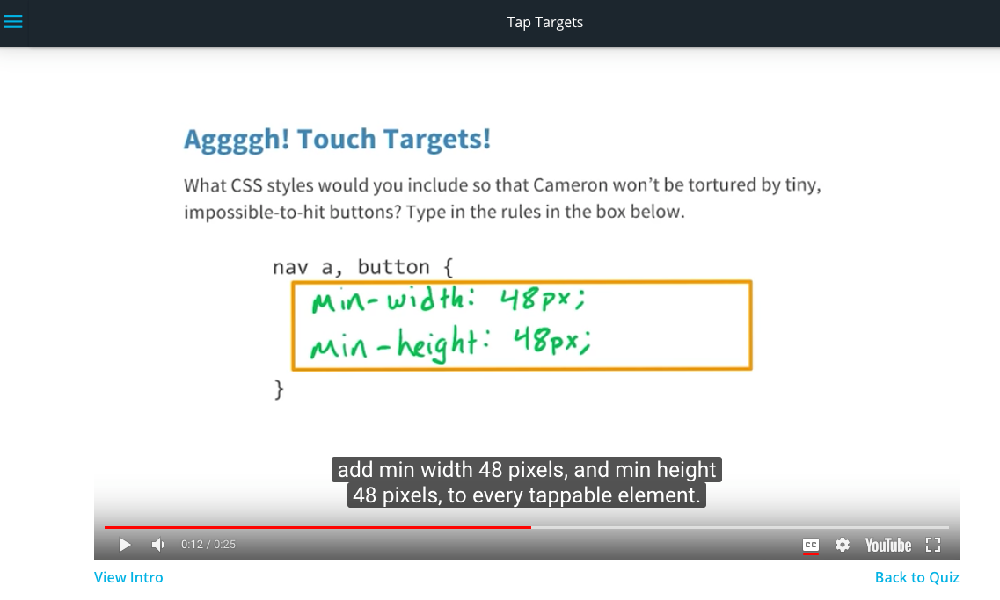 Tap Targets
Aggggh! Touch Targets!
What CSS styles would you include so that Cameron won't be tortured by tiny,
impossible-to-hit buttons? Type in the rules in the box below.
nav a, button {
min-width: 48px;
min-height: 48px;
}
add min width 48 pixels, and min height
48 pixels, to every tappable element.
0:12 / 0:25
CC
YouTube
View Intro
Back to Quiz